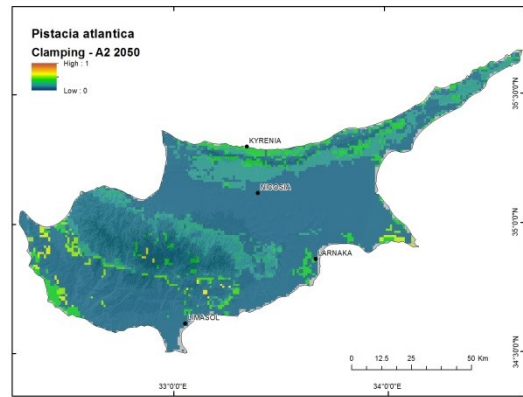 Pistacia atlantica
Clamping - A2 2050
High : 1
Low : 0
KYRENIA
NICOSIA
LARNAKA
LIMASOL
35°30'0"N
35°0'0"N
34°30'0"N
0 12.5 25 50 Km
33°0'0"E
34°0'0"E